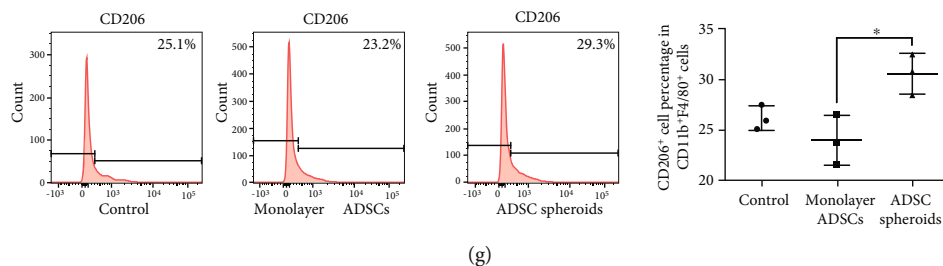 CD206
25.1%
Count
300
200
100
0
-10³ 0 10³ 10⁴ 10⁵
Control
CD206
23.2%
Count
500
400
300
200
100
0
-10³ 0 10³ 10⁴ 10⁵
Monolayer ADSCs
CD206
29.3%
Count
500
400
300
200
100
0
-10³ 0 10³ 10⁴ 10⁵
ADSC spheroids
CD206⁺ cell percentage in
CD11b⁺F4/80⁺ cells
35
30
25
20
*
Control
Monolayer
ADSCs
ADSC
spheroids
(g)